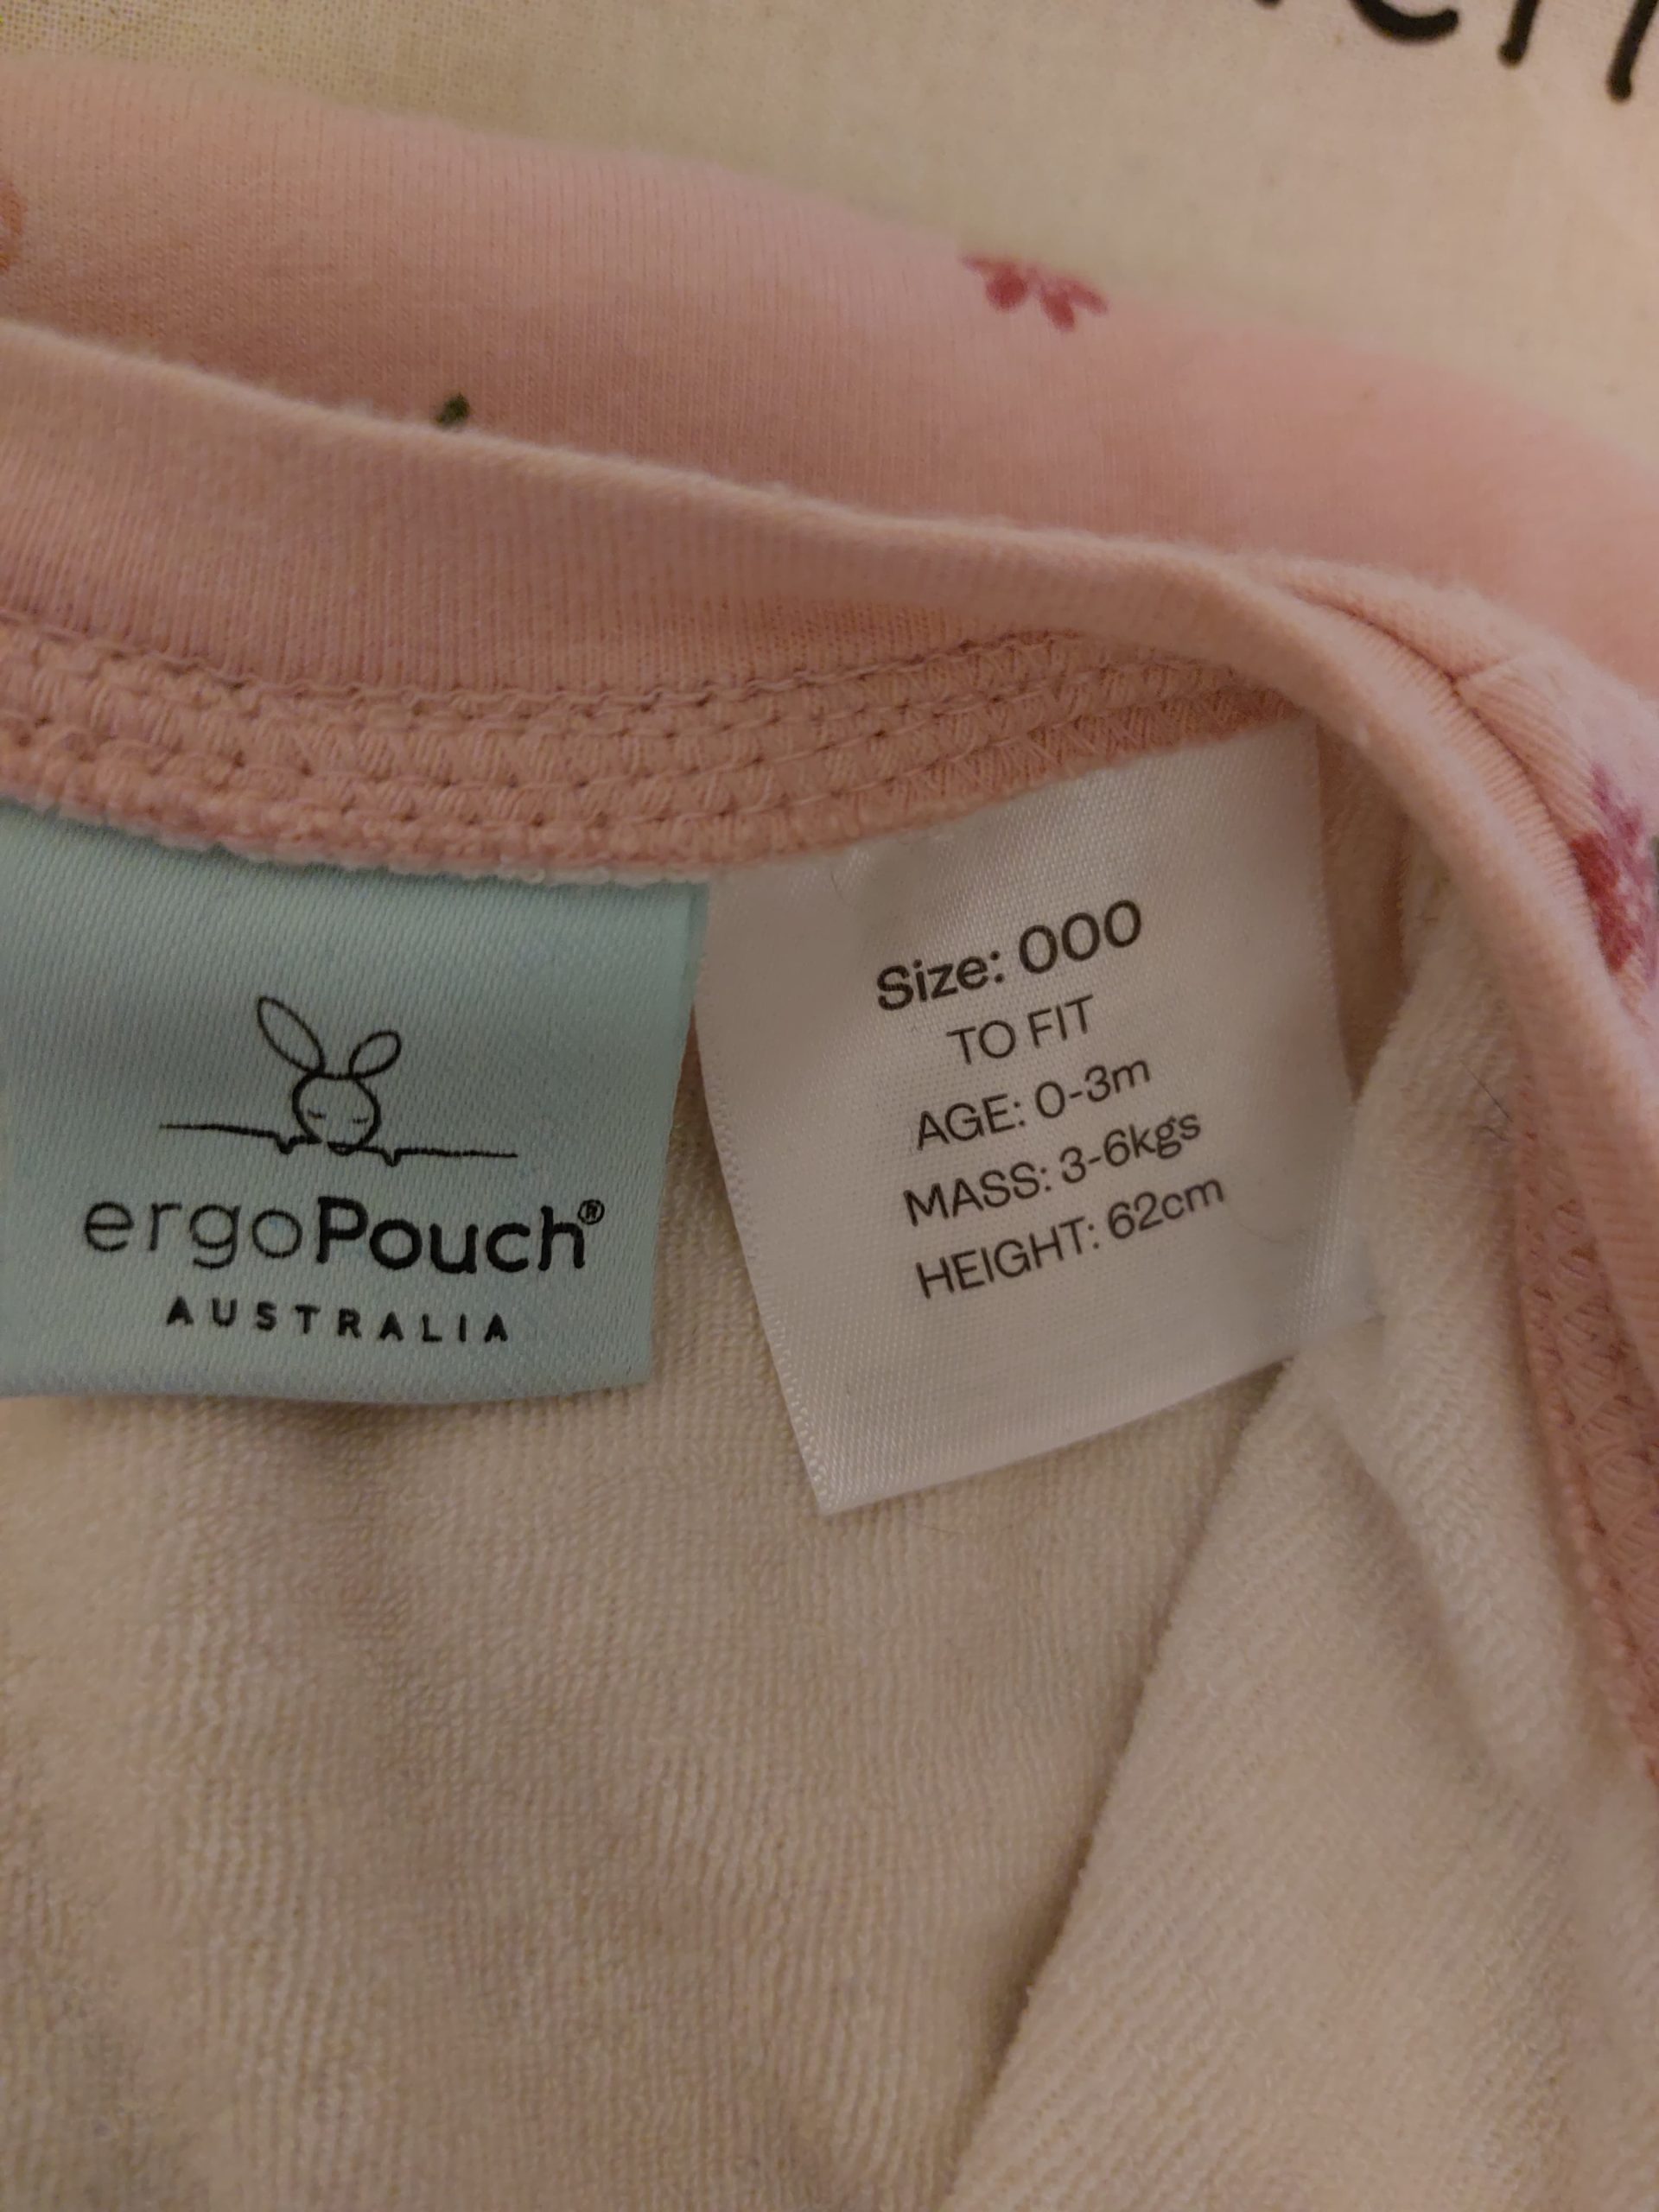 ergoPouch®
AUSTRALIA
Size: 000
TO FIT
AGE: 0-3m
MASS: 3-6kgs
HEIGHT: 62cm